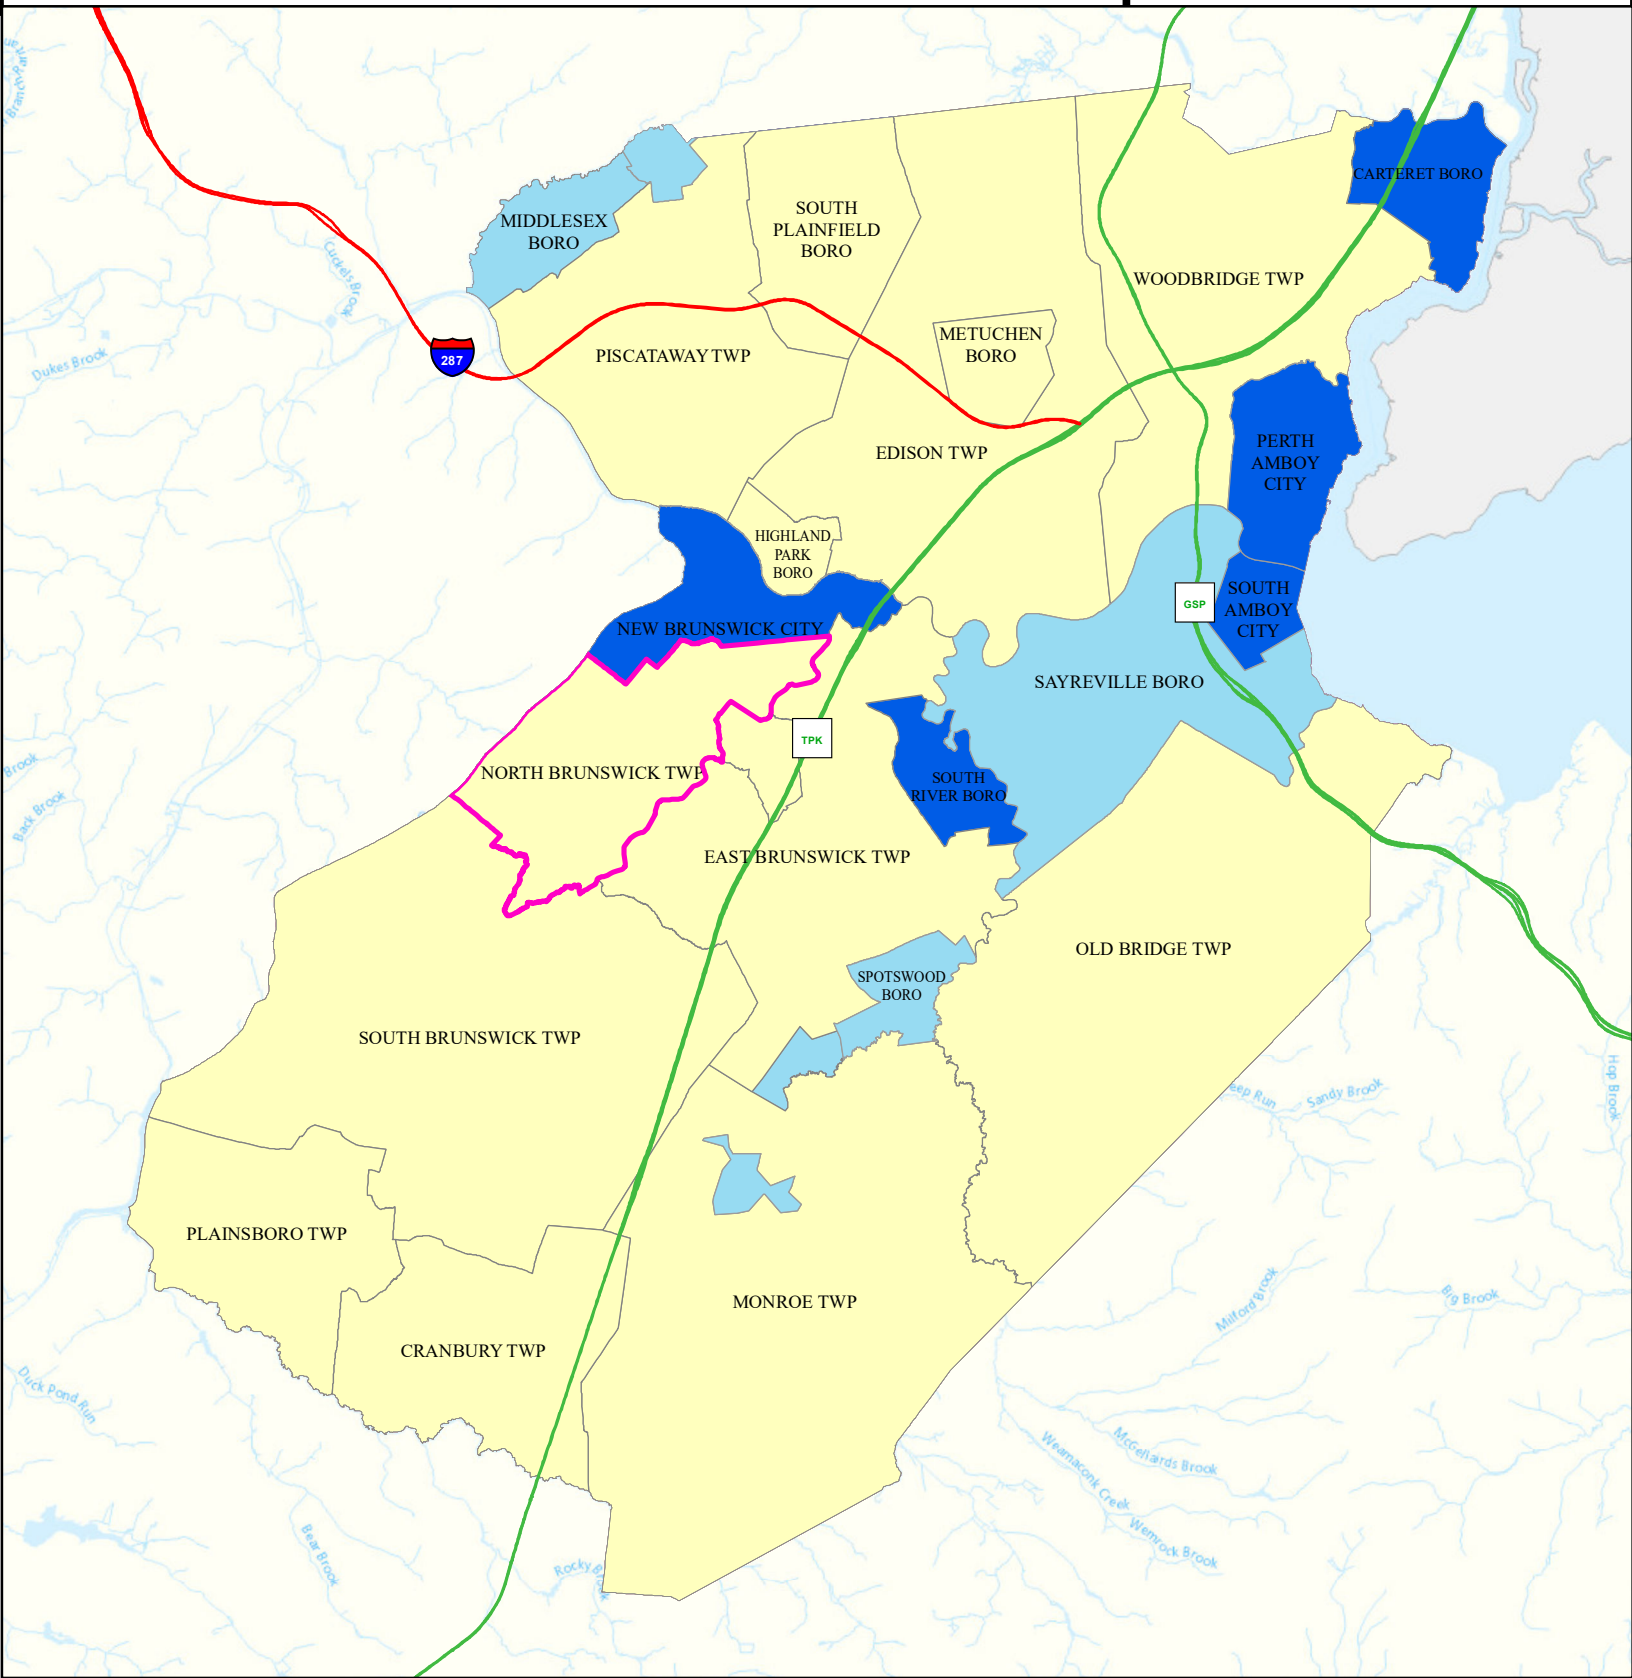 CARTERET BORO
MIDDLESEX
BORO
SOUTH
PLAINFIELD
BORO
WOODBRIDGE TWP
Cuckels Brook
Dukes Brook
287
PISCATAWAY TWP
METUCHEN
BORO
EDISON TWP
PERTH
AMBOY
CITY
HIGHLAND
PARK
BORO
GSP
SOUTH
AMBOY
CITY
NEW BRUNSWICK CITY
SAYREVILLE BORO
TPK
NORTH BRUNSWICK TWP
SOUTH
RIVER BORO
Brook
Back Brook
EAST BRUNSWICK TWP
OLD BRIDGE TWP
SPOTSWOOD
BORO
SOUTH BRUNSWICK TWP
eep Run
Sandy Brook
Hop Brook
PLAINSBORO TWP
MONROE TWP
Milford Brook
Big Brook
CRANBURY TWP
Duck Pond Run
McGellairds Brook
Weamaconk Creek
Wemrock Brook
Bear Brook
Rocky Brook